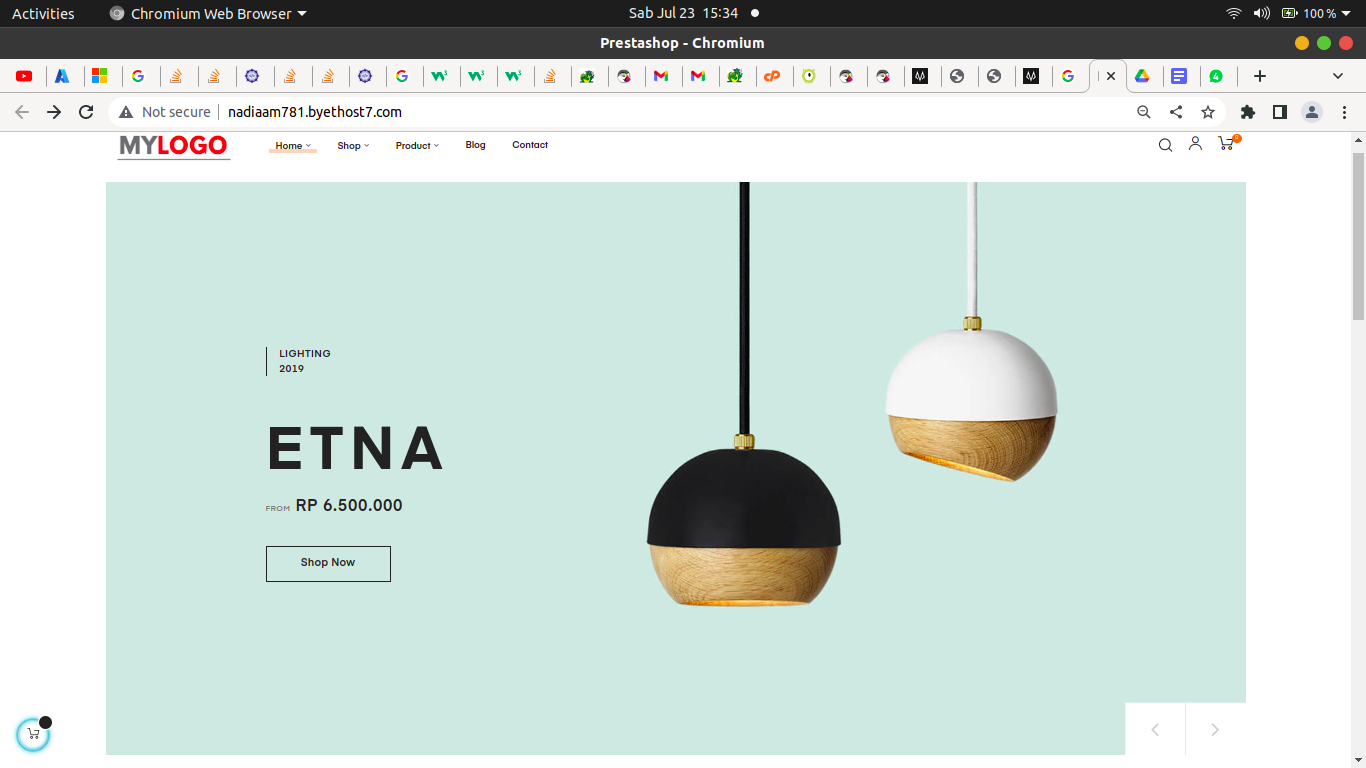 Activities
Chromium Web Browser
Sab Jul 23 15:34
100 %
Prestashop - Chromium
Not secure
nadiaam781.byethost7.com
MYLOGO
Home
Shop
Product
Blog
Contact
LIGHTING
2019
ETNA
FROM RP 6.500.000
Shop Now